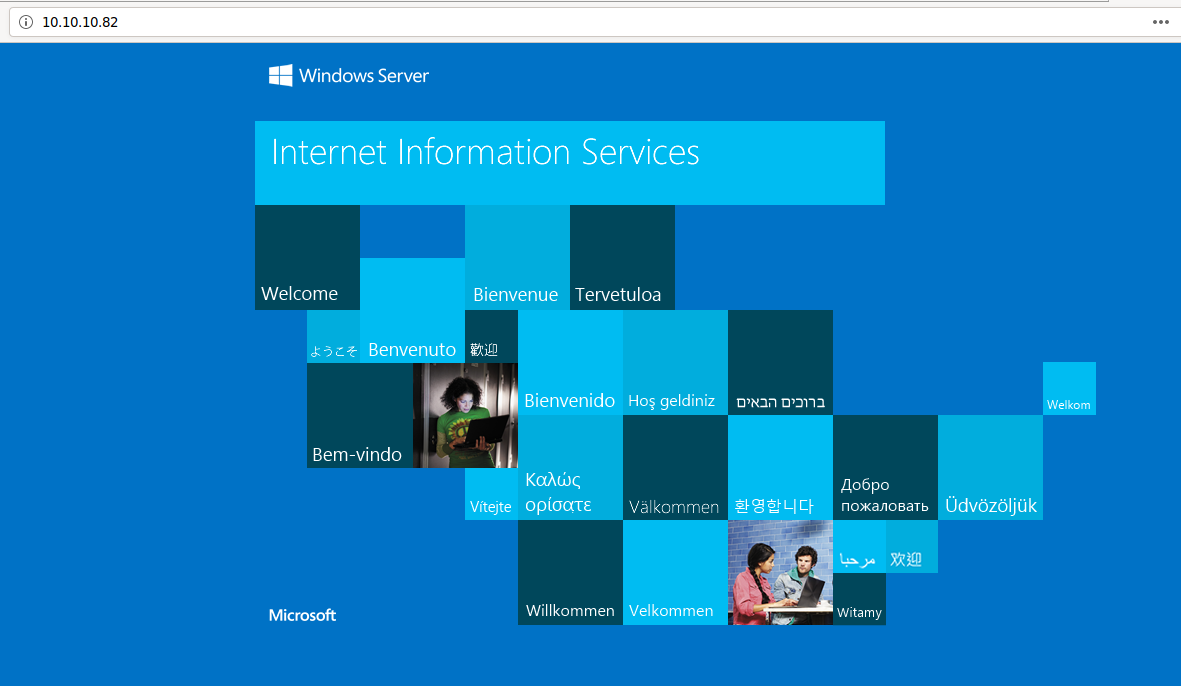 10.10.10.82
Windows Server
Internet Information Services
Welcome
Bienvenue
Tervetuloa
ようこそ
Benvenuto
歡迎
Bienvenido
Hoş geldiniz
ברוכים הבאים
Welkom
Bem-vindo
Vítejte
Καλώς
ορίσατε
Välkommen
환영합니다
Добро
пожаловать
Üdvözöljük
مرحبا
欢迎
Microsoft
Willkommen
Velkommen
Witamy